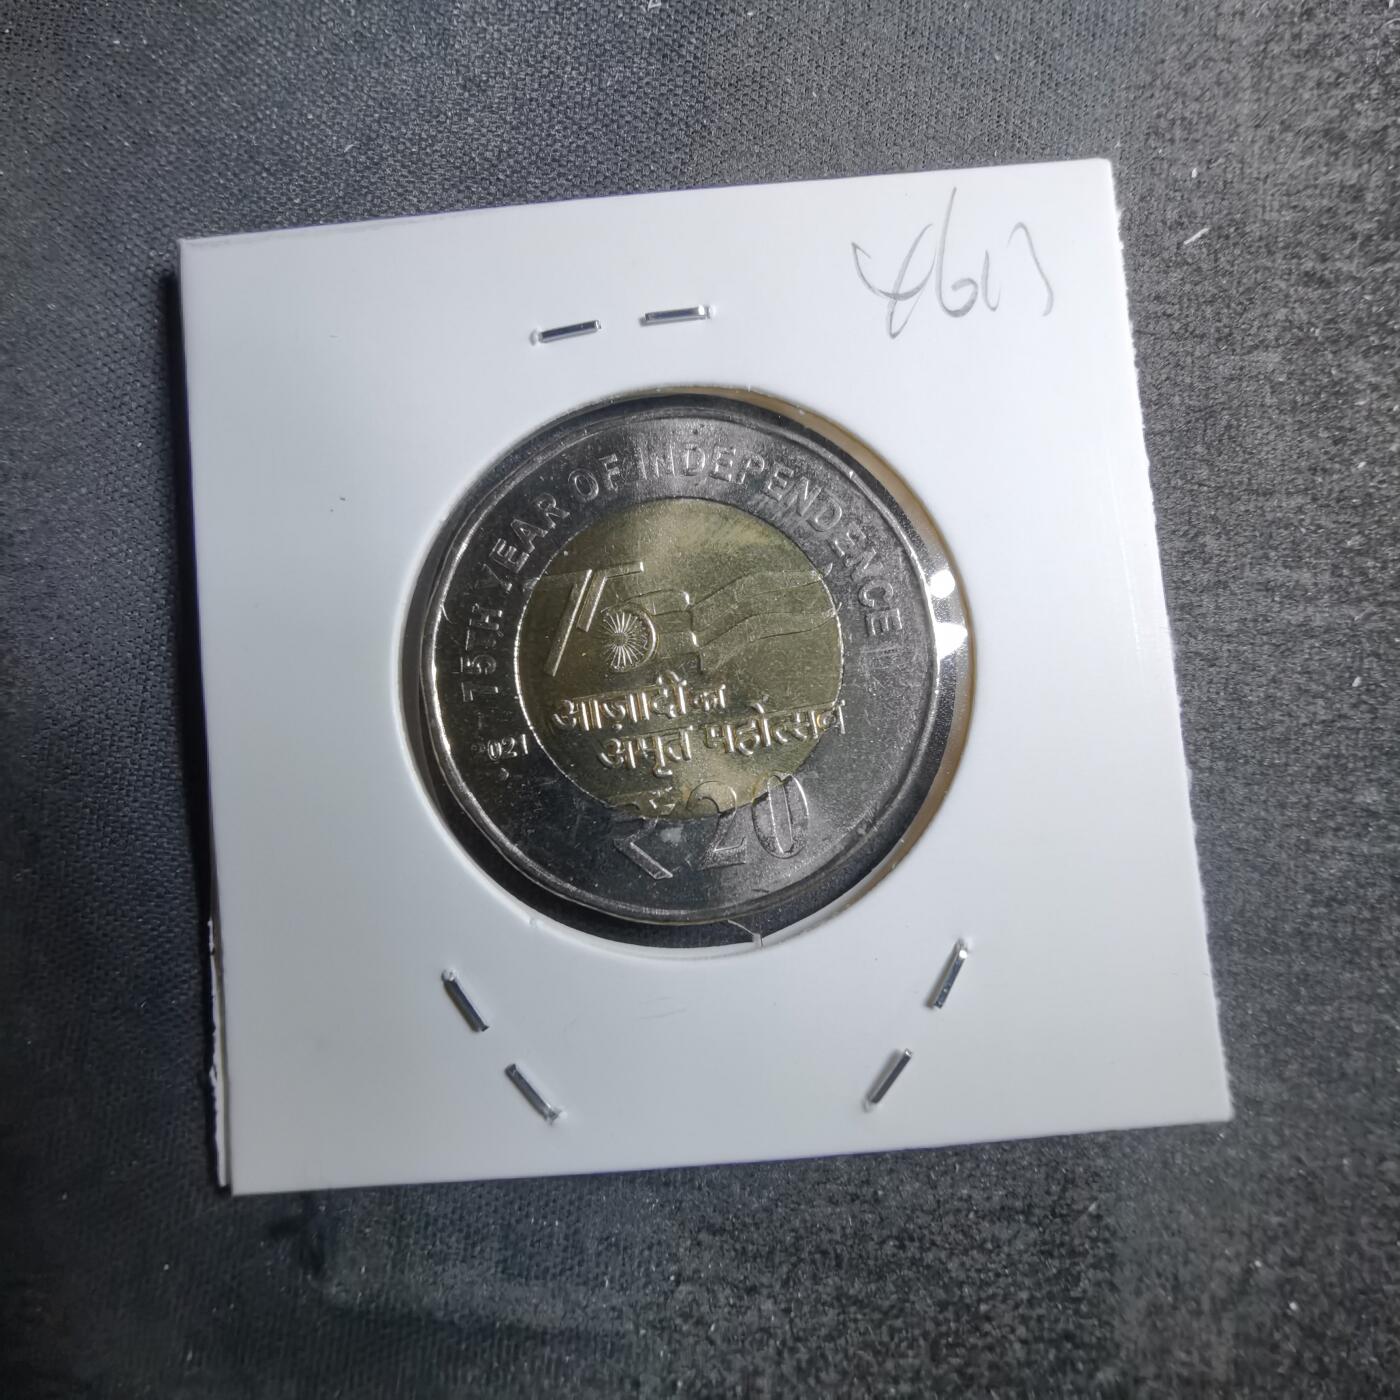 75TH YEAR OF INDEPENDENCE
75
आज़ादी का
2021
अमृत महोत्सव
₹20